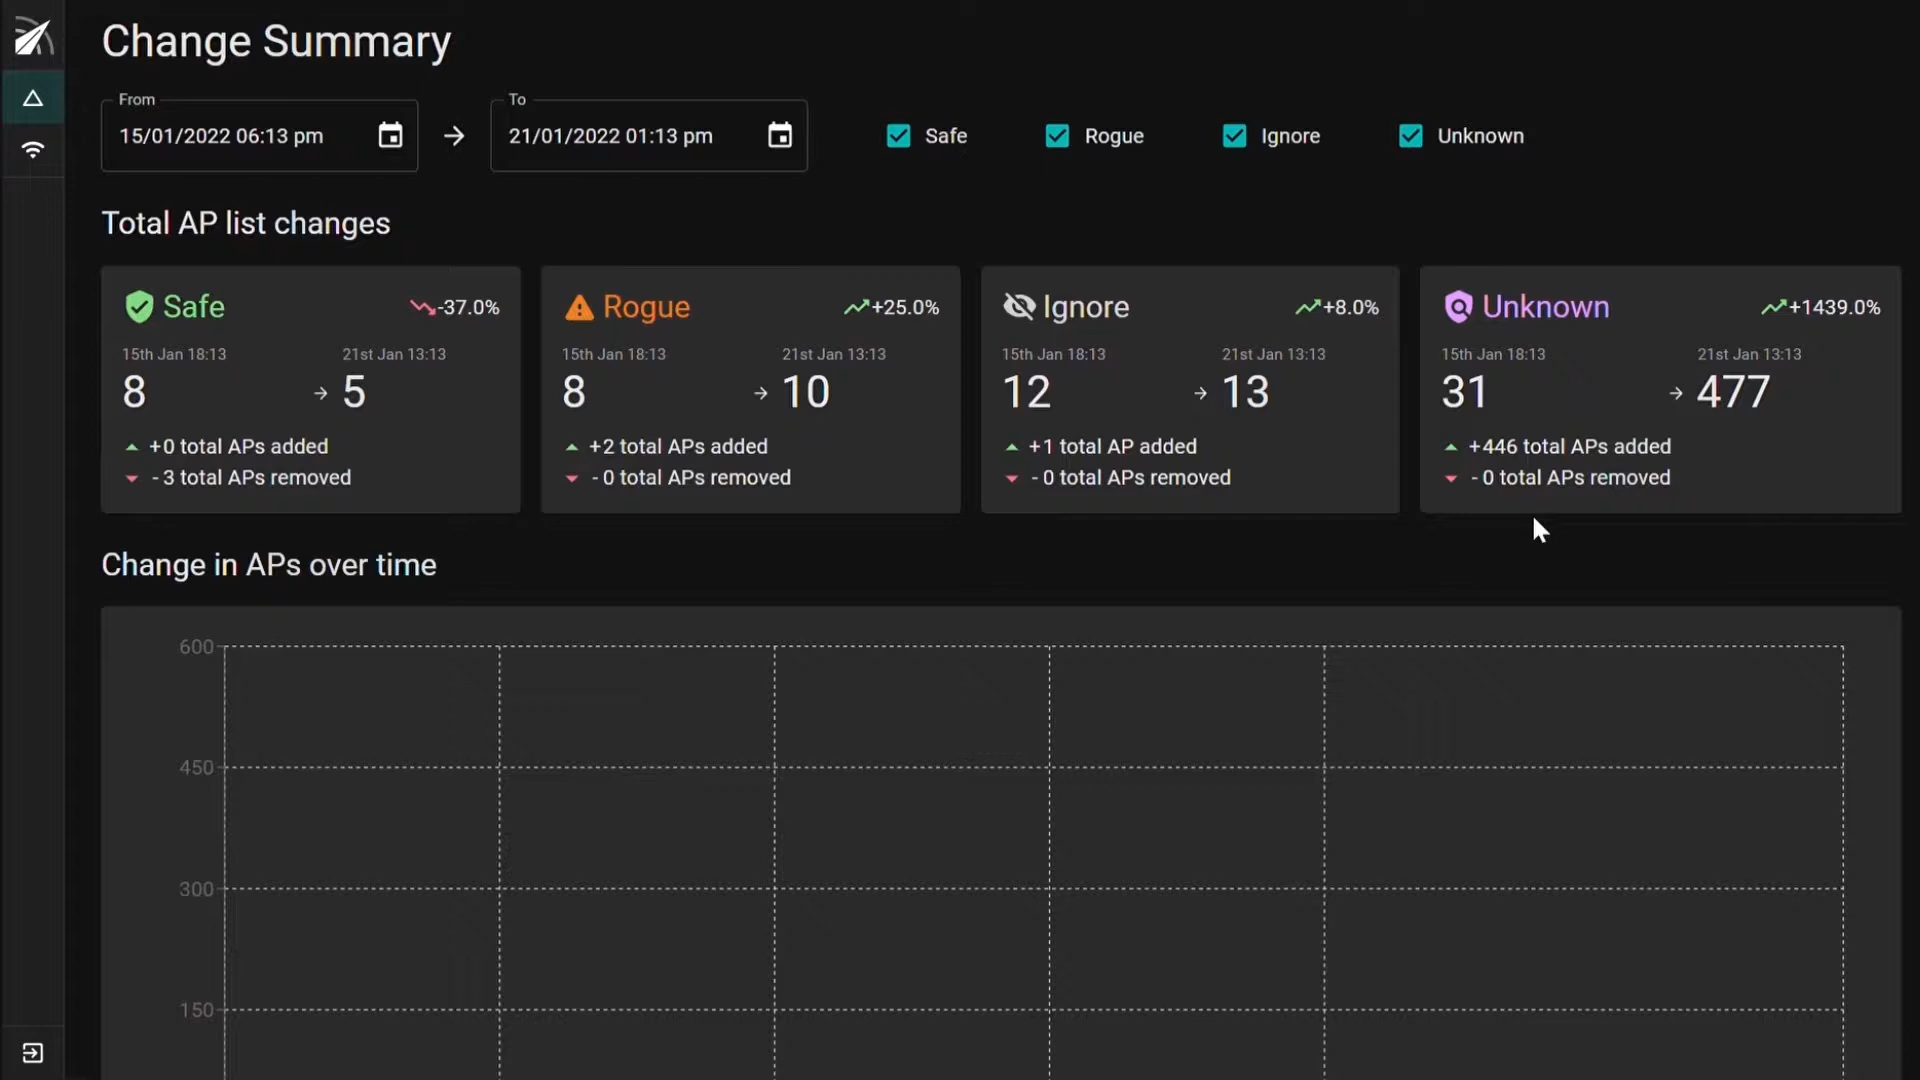 Change Summary
From
15/01/2022 06:13 pm
To
21/01/2022 01:13 pm
Safe
Rogue
Ignore
Unknown
Total AP list changes
Safe
-37.0%
15th Jan 18:13
21st Jan 13:13
8
5
+0 total APs added
- 3 total APs removed
Rogue
+25.0%
15th Jan 18:13
21st Jan 13:13
8
10
+2 total APs added
- 0 total APs removed
Ignore
+8.0%
15th Jan 18:13
21st Jan 13:13
12
13
+1 total AP added
- 0 total APs removed
Unknown
+1439.0%
15th Jan 18:13
21st Jan 13:13
31
477
+446 total APs added
- 0 total APs removed
Change in APs over time
600
450
300
150